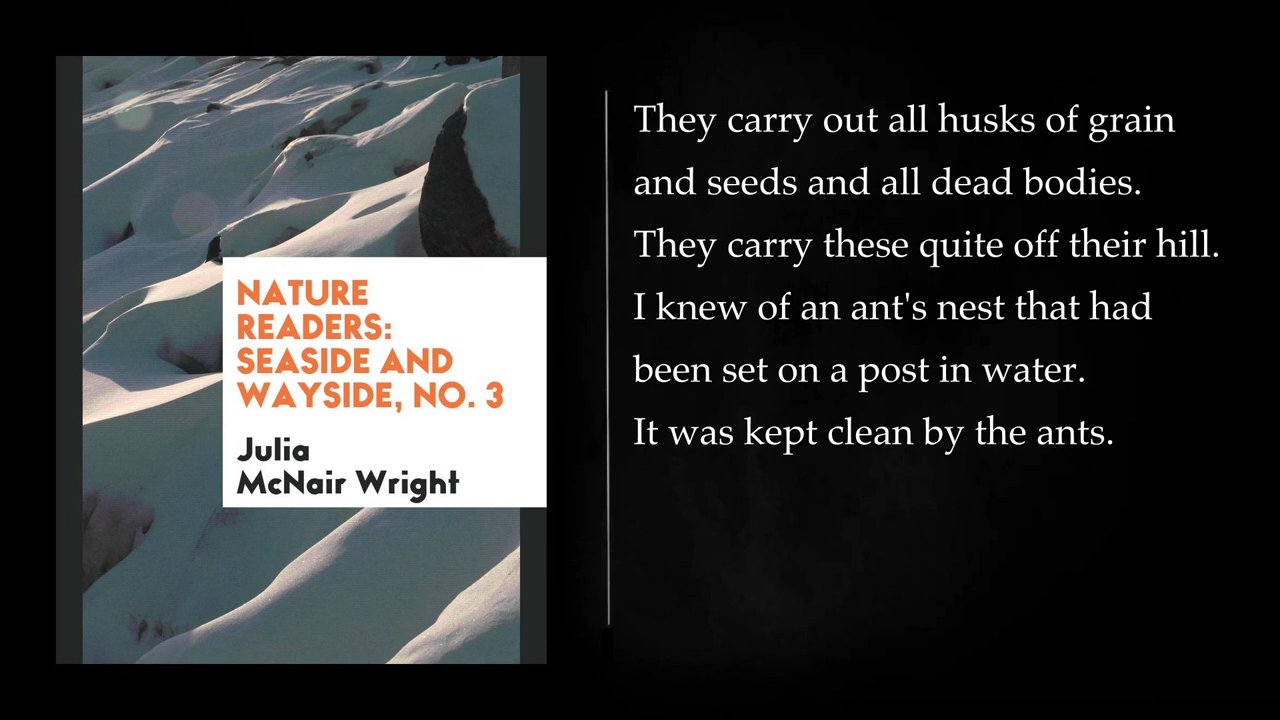 NATURE
READERS:
SEASIDE AND
WAYSIDE, NO. 3
Julia
McNair Wright
They carry out all husks of grain
and seeds and all dead bodies.
They carry these quite off their hill.
I knew of an ant's nest that had
been set on a post in water.
It was kept clean by the ants.